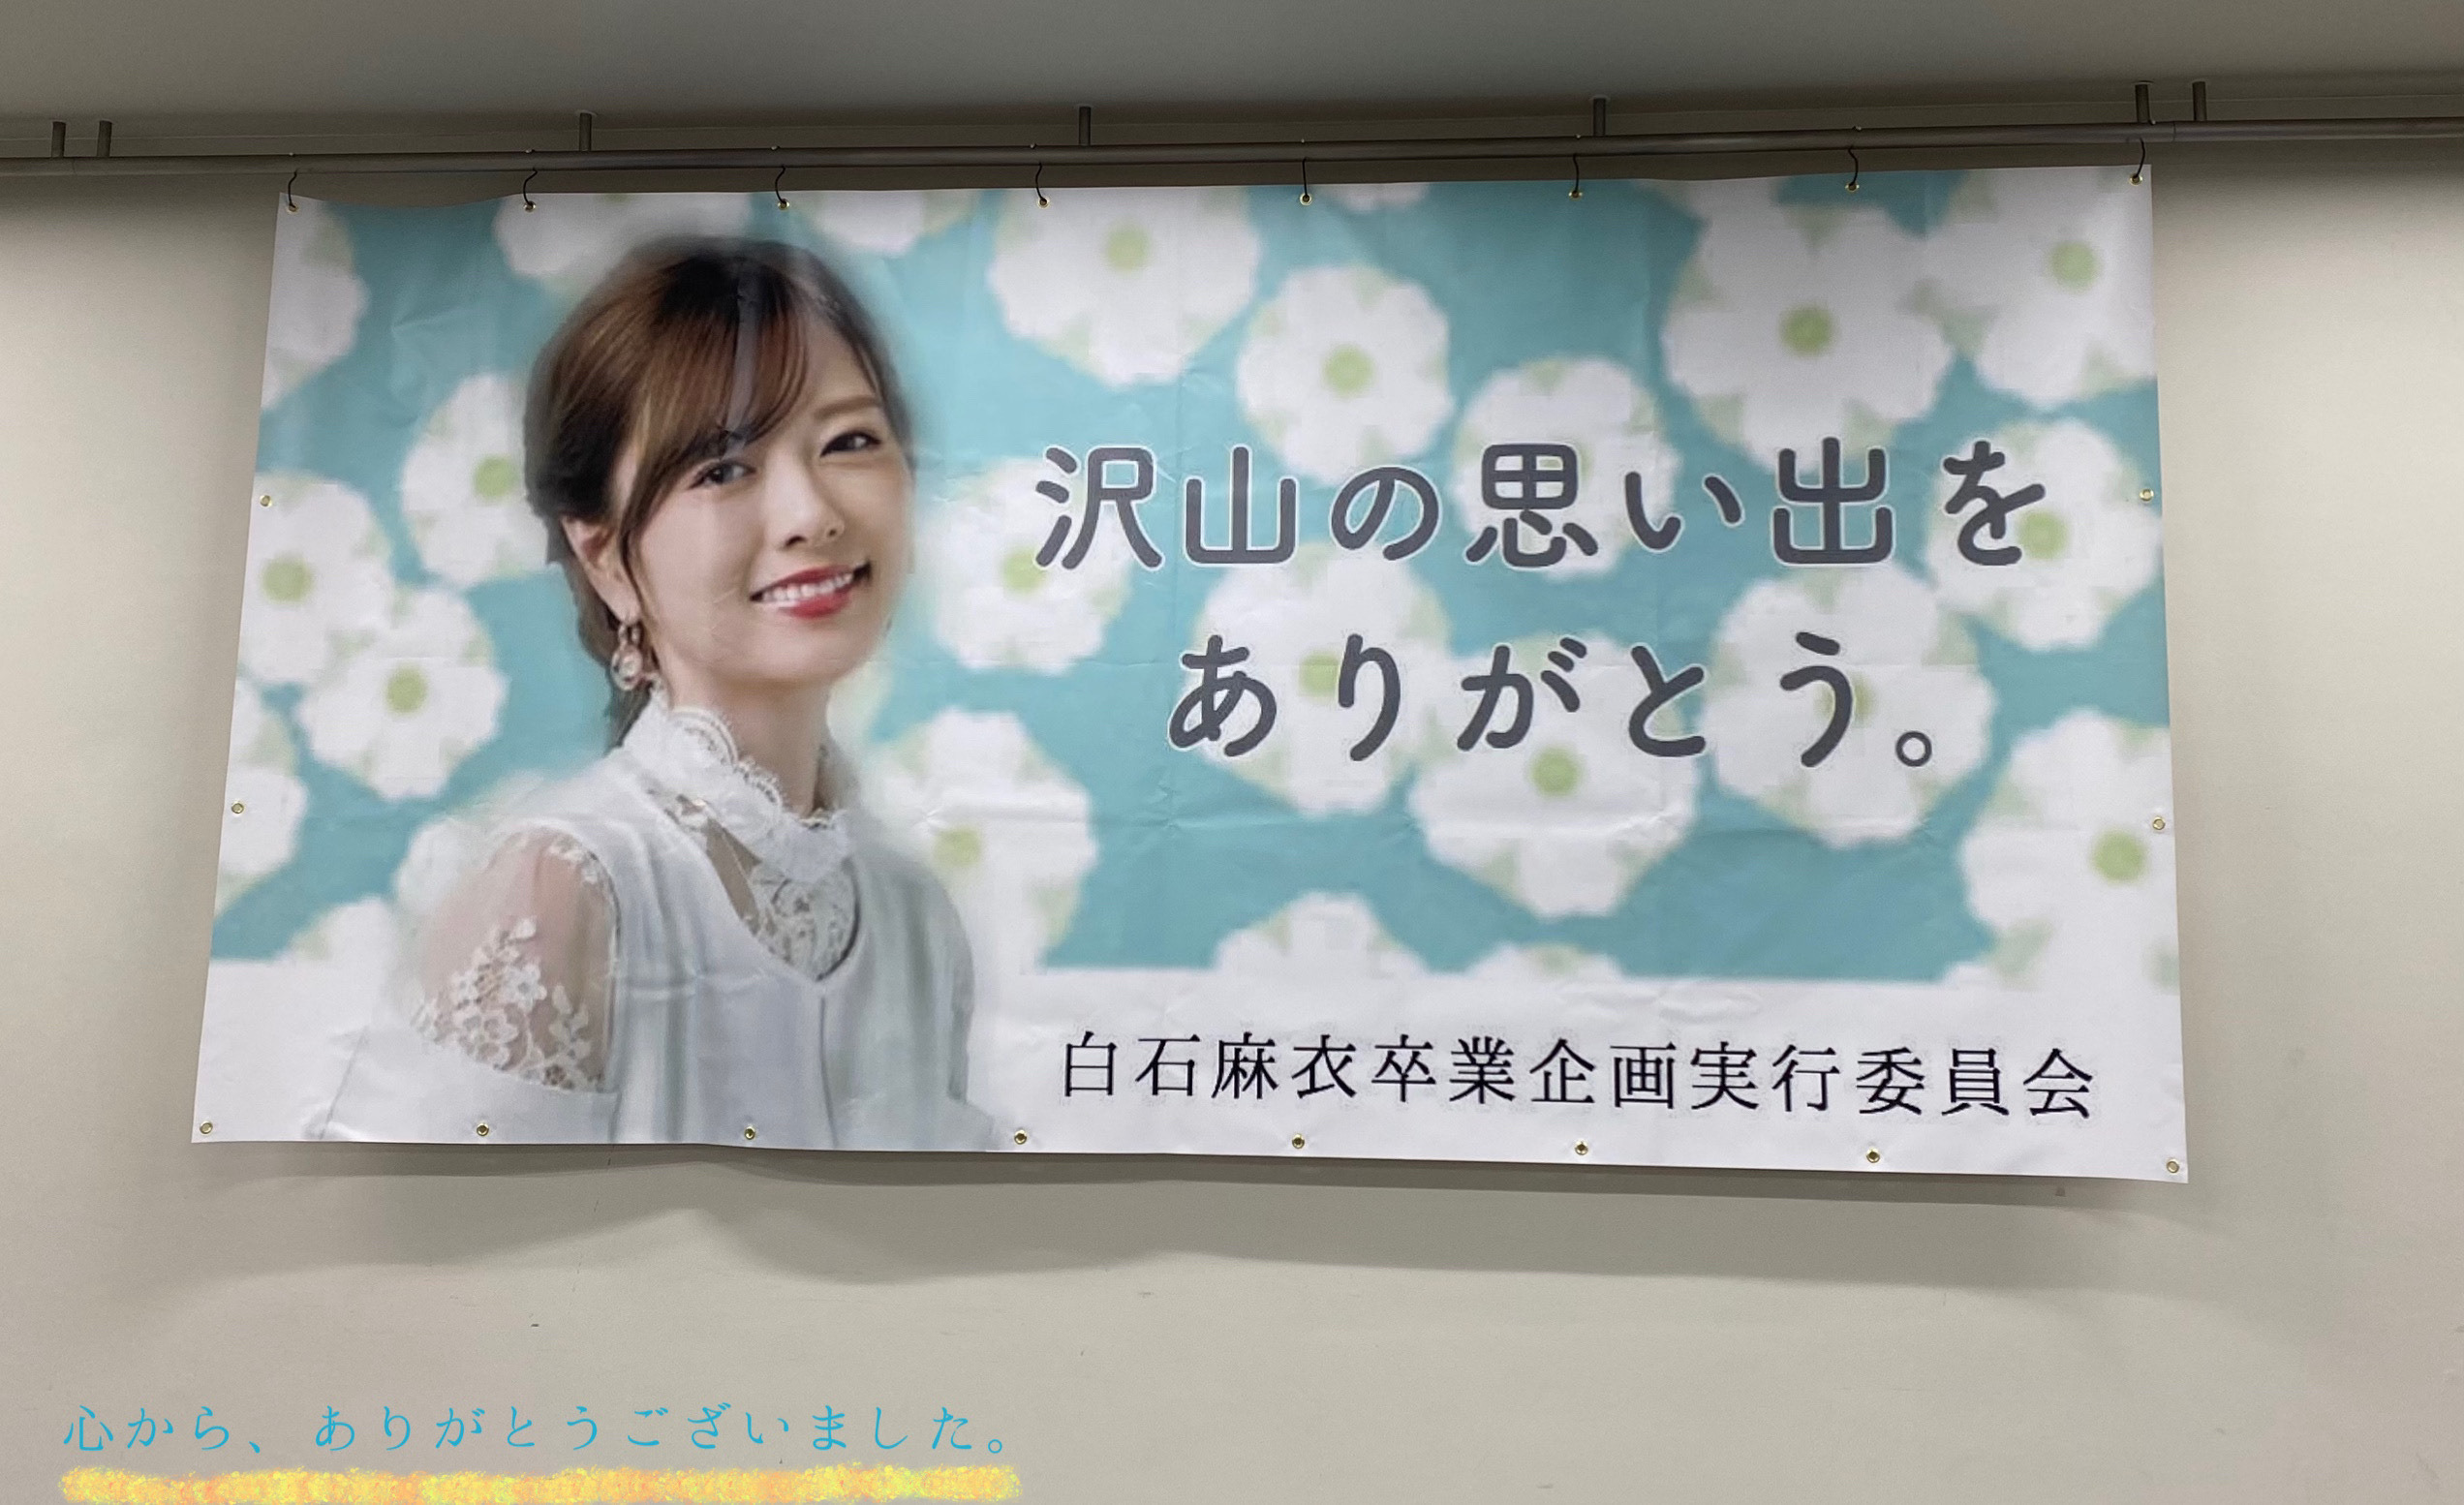 沢山の思い出を
ありがとう。
白石麻衣卒業企画実行委員会
心から、ありがとうございました。